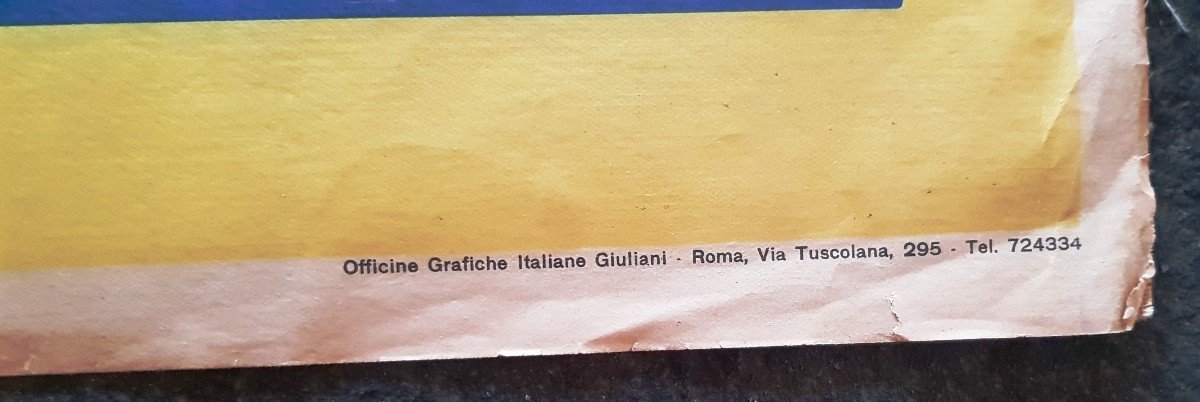 Officine Grafiche Italiane Giuliani - Roma, Via Tuscolana, 295 - Tel. 724334